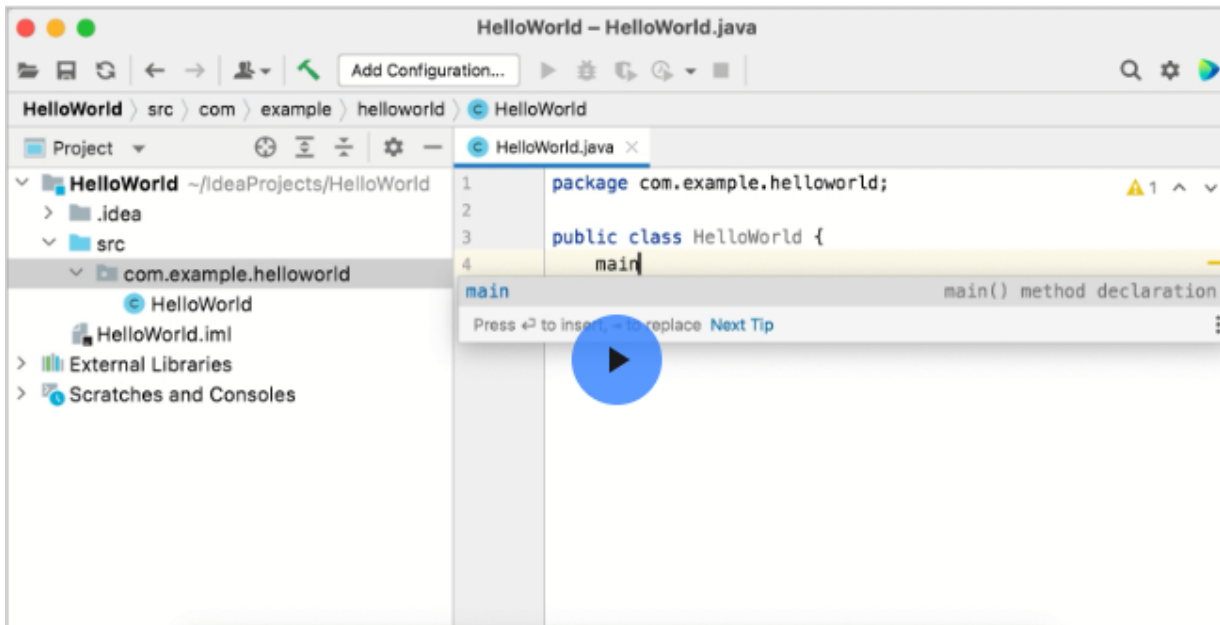 HelloWorld – HelloWorld.java
Add Configuration...
HelloWorld src com example helloworld HelloWorld
Project
HelloWorld.java
HelloWorld ~/IdeaProjects/HelloWorld
.idea
src
com.example.helloworld
HelloWorld
HelloWorld.iml
External Libraries
Scratches and Consoles
1 package com.example.helloworld;
1
2
3 public class HelloWorld {
4 main
main main() method declaration
Press ⏎ to insert, → to replace Next Tip